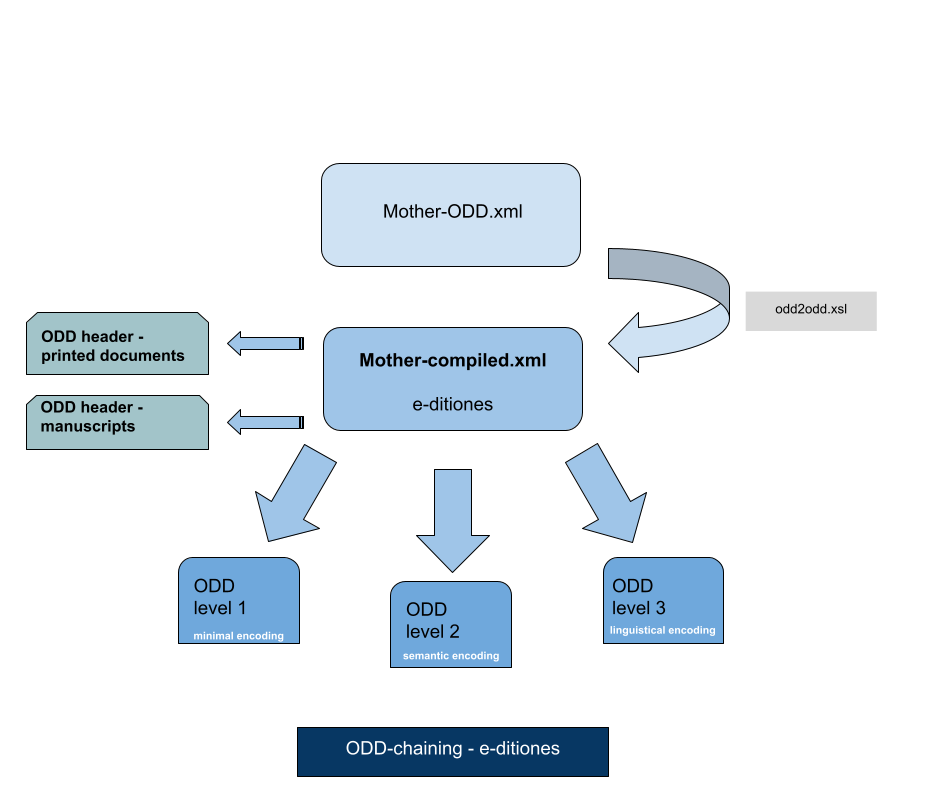 Mother-ODD.xml
odd2odd.xsl
ODD header -
printed documents
Mother-compiled.xml
e-ditiones
ODD header -
manuscripts
ODD
level 1
minimal encoding
ODD
level 2
semantic encoding
ODD
level 3
linguistical encoding
ODD-chaining - e-ditiones